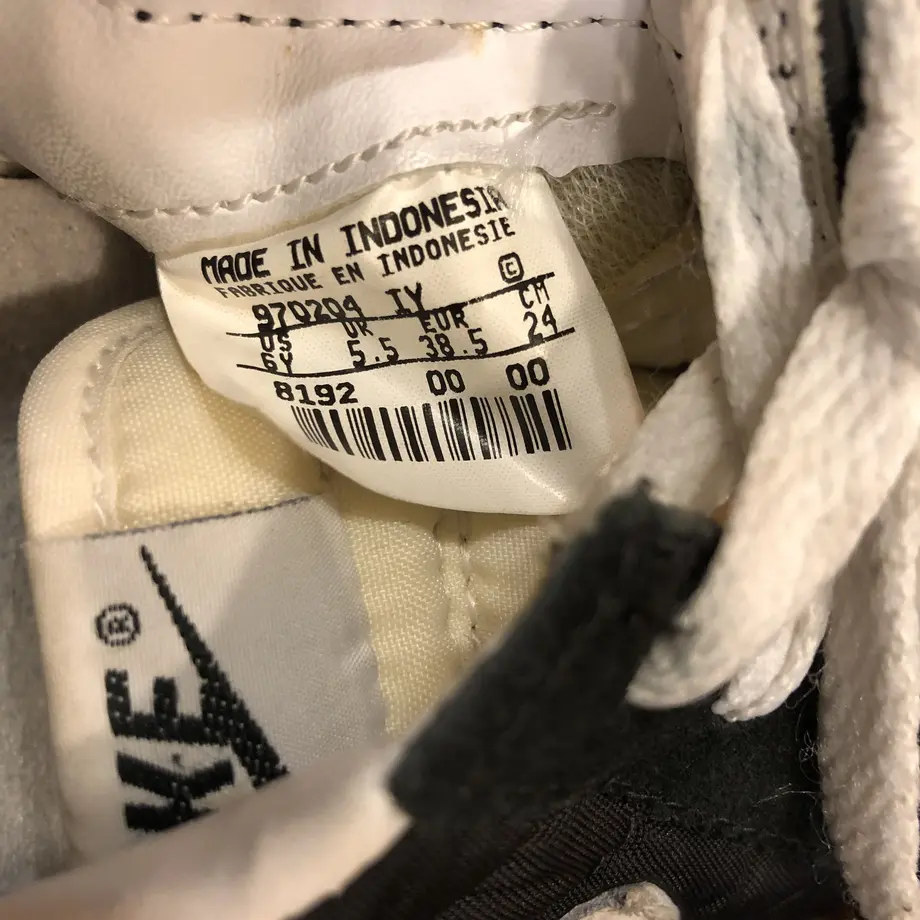 MADE IN INDONESIA
FABRIQUE EN INDONESIE
970204 IY ©
US UK EUR CM
6Y 5.5 38.5 24
8192 00 00
NIKE ®